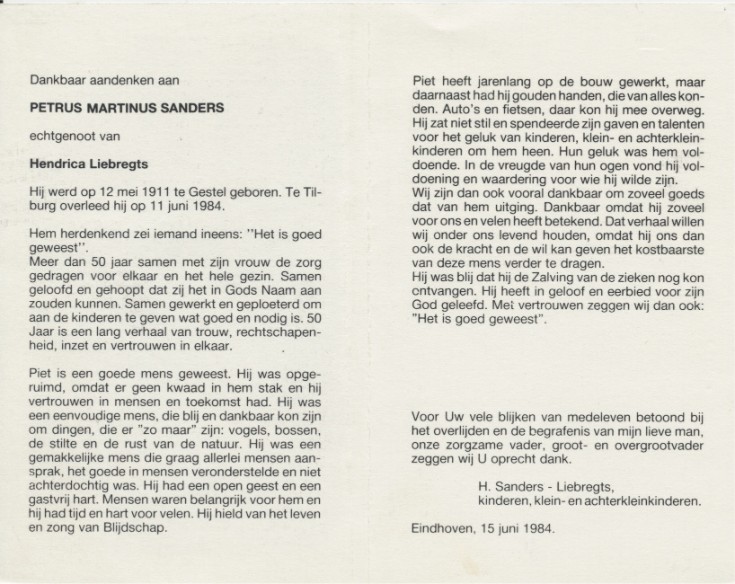 Dankbaar aandenken aan
PETRUS MARTINUS SANDERS
echtgenoot van
Hendrica Liebregts
Hij werd op 12 mei 1911 te Gestel geboren. Te Til-
burg overleed hij op 11 juni 1984.
Hem herdenkend zei iemand ineens: "Het is goed
geweest".
Meer dan 50 jaar samen met zijn vrouw de zorg
gedragen voor elkaar en het hele gezin. Samen
geloofd en gehoopt dat zij het in Gods Naam aan
zouden kunnen. Samen gewerkt en geploeterd om
aan de kinderen te geven wat goed en nodig is. 50
Jaar is een lang verhaal van trouw, rechtschapen-
heid, inzet en vertrouwen in elkaar.
Piet is een goede mens geweest. Hij was opge-
ruimd, omdat er geen kwaad in hem stak en hij
vertrouwen in mensen en toekomst had. Hij was
een eenvoudige mens, die blij en dankbaar kon zijn
om dingen, die er "zo maar" zijn: vogels, bossen,
de stilte en de rust van de natuur. Hij was een
gemakkelijke mens die graag allerlei mensen aan-
sprak, het goede in mensen veronderstelde en niet
achterdochtig was. Hij had een open geest en een
gastvrij hart. Mensen waren belangrijk voor hem en
hij had tijd en hart voor velen. Hij hield van het leven
en zong van Blijdschap.
Piet heeft jarenlang op de bouw gewerkt, maar
daarnaast had hij gouden handen, die van alles kon-
den. Auto's en fietsen, daar kon hij mee overweg.
Hij zat niet stil en spendeerde zijn gaven en talenten
voor het geluk van kinderen, klein- en achterklein-
kinderen om hem heen. Hun geluk was hem vol-
doende. In de vreugde van hun ogen vond hij vol-
doening en waardering voor wie hij wilde zijn.
Wij zijn dan ook vooral dankbaar om zoveel goeds
dat van hem uitging. Dankbaar omdat hij zoveel
voor ons en velen heeft betekend. Dat verhaal willen
wij onder ons levend houden, omdat hij ons dan
ook de kracht en de wil kan geven het kostbaarste
van deze mens verder te dragen.
Hij was blij dat hij de Zalving van de zieken nog kon
ontvangen. Hij heeft in geloof en eerbied voor zijn
God geleefd. Met vertrouwen zeggen wij dan ook:
"Het is goed geweest".
Voor Uw vele blijken van medeleven betoond bij
het overlijden en de begrafenis van mijn lieve man,
onze zorgzame vader, groot- en overgrootvader
zeggen wij U oprecht dank.
H. Sanders - Liebregts,
kinderen, klein- en achterkleinkinderen.
Eindhoven, 15 juni 1984.